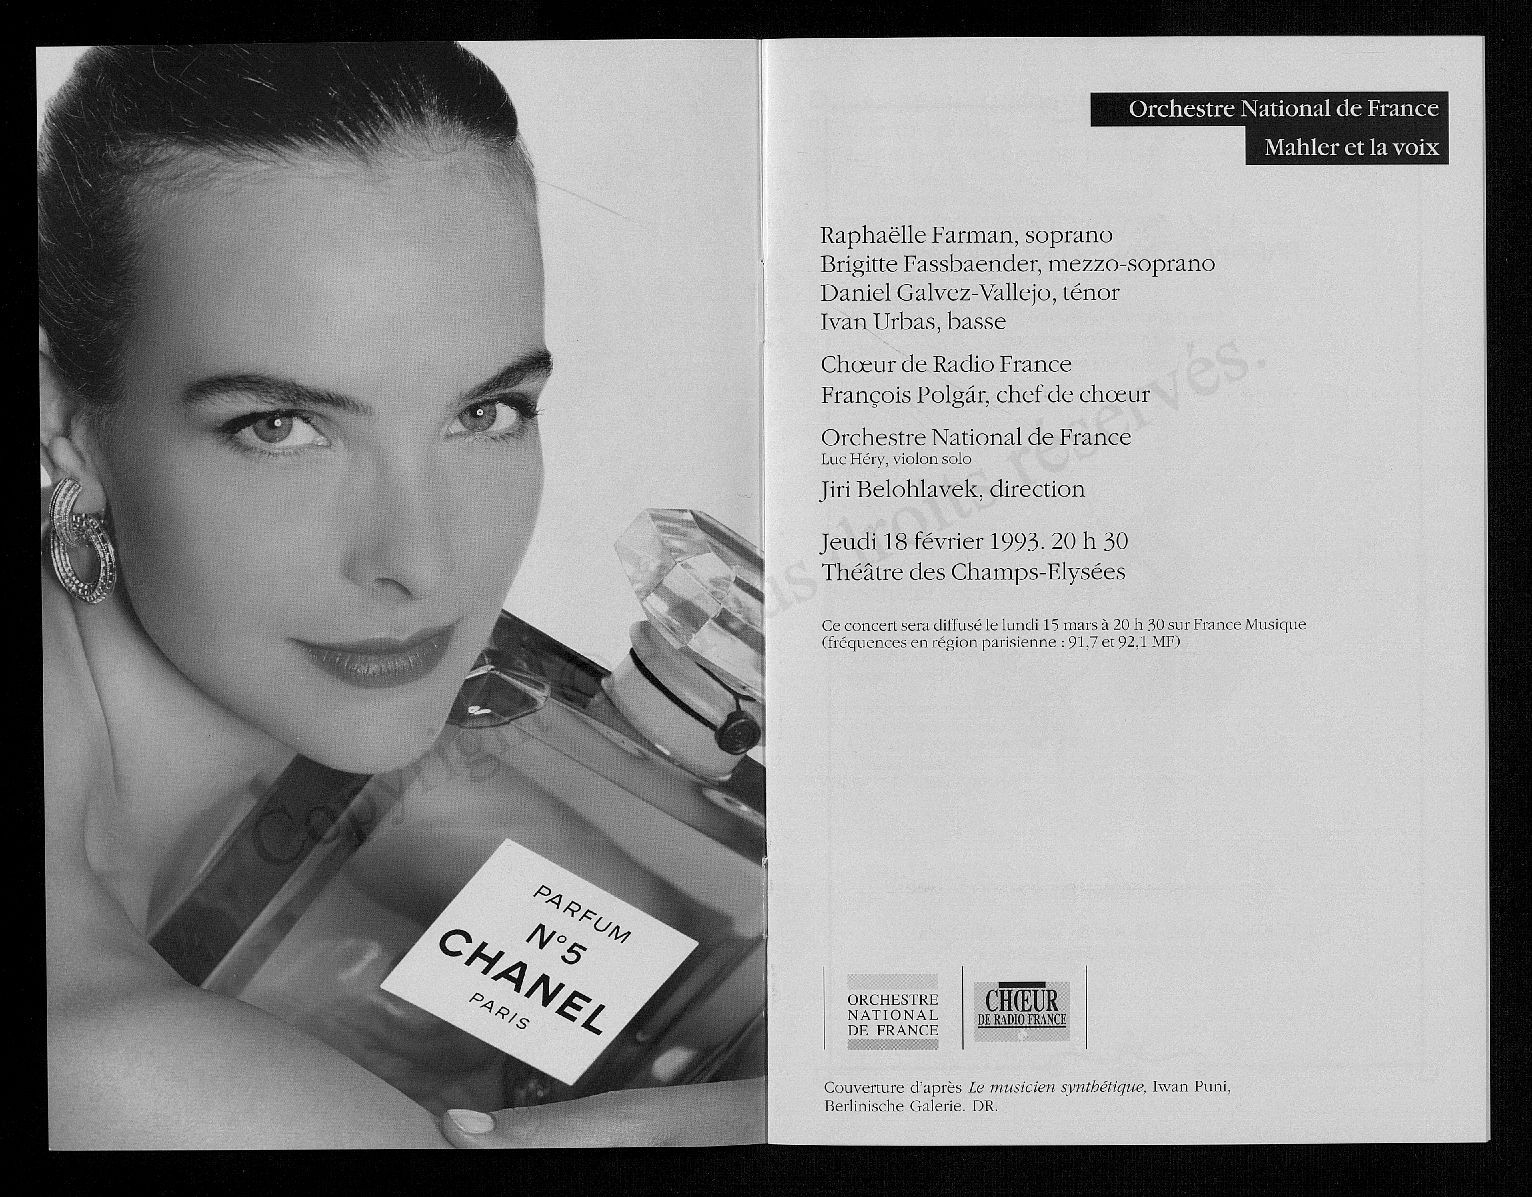 PARFUM
N°5
CHANEL
PARIS
Orchestre National de France
Mahler et la voix
Raphaëlle Farman, soprano
Brigitte Fassbaender, mezzo-soprano
Daniel Galvez-Vallejo, ténor
Ivan Urbas, basse
Chœur de Radio France
François Polgár, chef de chœur
Orchestre National de France
Luc Héry, violon solo
Jiri Belohlavek, direction
Jeudi 18 février 1993. 20 h 30
Théâtre des Champs-Elysées
Ce concert sera diffusé le lundi 15 mars à 20 h 30 sur France Musique
(fréquences en région parisienne : 91,7 et 92,1 MF)
ORCHESTRE
NATIONAL
DE FRANCE
CHŒUR
DE RADIO FRANCE
Couverture d'après Le musicien synthétique, Iwan Puni,
Berlinische Galerie. DR.
Copyright
droits réservés.